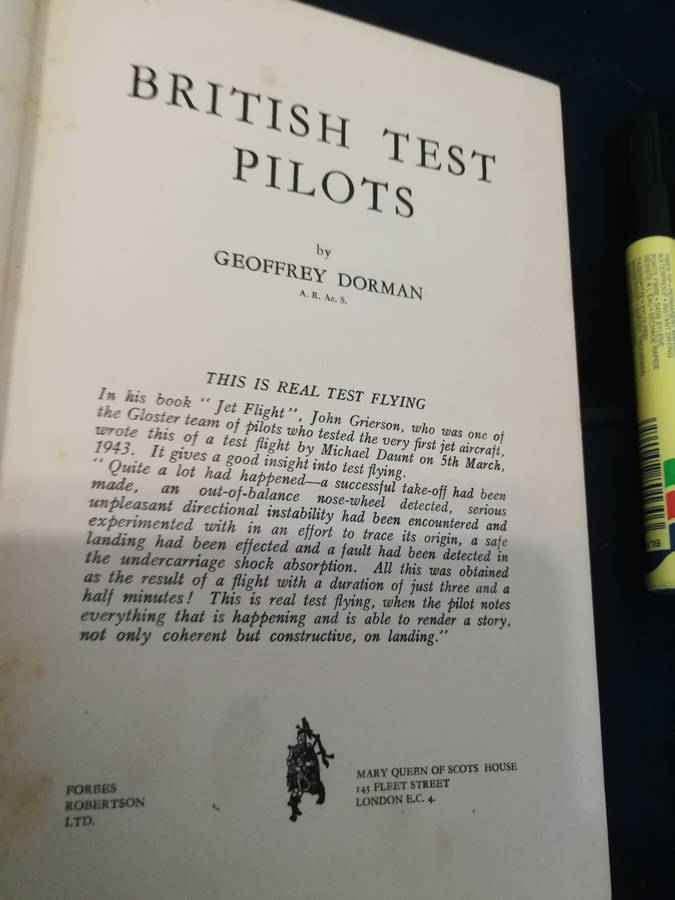 BRITISH TEST
PILOTS
by
GEOFFREY DORMAN
A. R. Ae. S.
THIS IS REAL TEST FLYING
In his book “ Jet Flight”, John Grierson, who was one of
the Gloster team of pilots who tested the very first jet aircraft,
wrote this of a test flight by Michael Daunt on 5th March,
1943. It gives a good insight into test flying.
“ Quite a lot had happened—a successful take-off had been
made, an out-of-balance nose-wheel detected, serious
unpleasant directional instability had been encountered and
experimented with in an effort to trace its origin, a safe
landing had been effected and a fault had been detected in
the undercarriage shock absorption. All this was obtained
as the result of a flight with a duration of just three and a
half minutes! This is real test flying, when the pilot notes
everything that is happening and is able to render a story,
not only coherent but constructive, on landing.”
FORBES
ROBERTSON
LTD.
MARY QUEEN OF SCOTS HOUSE
143 FLEET STREET
LONDON E.C. 4.
WATERPROOF • INSTANT DRYING
SANS XYLENE
SÉCHAGE RAPIDE